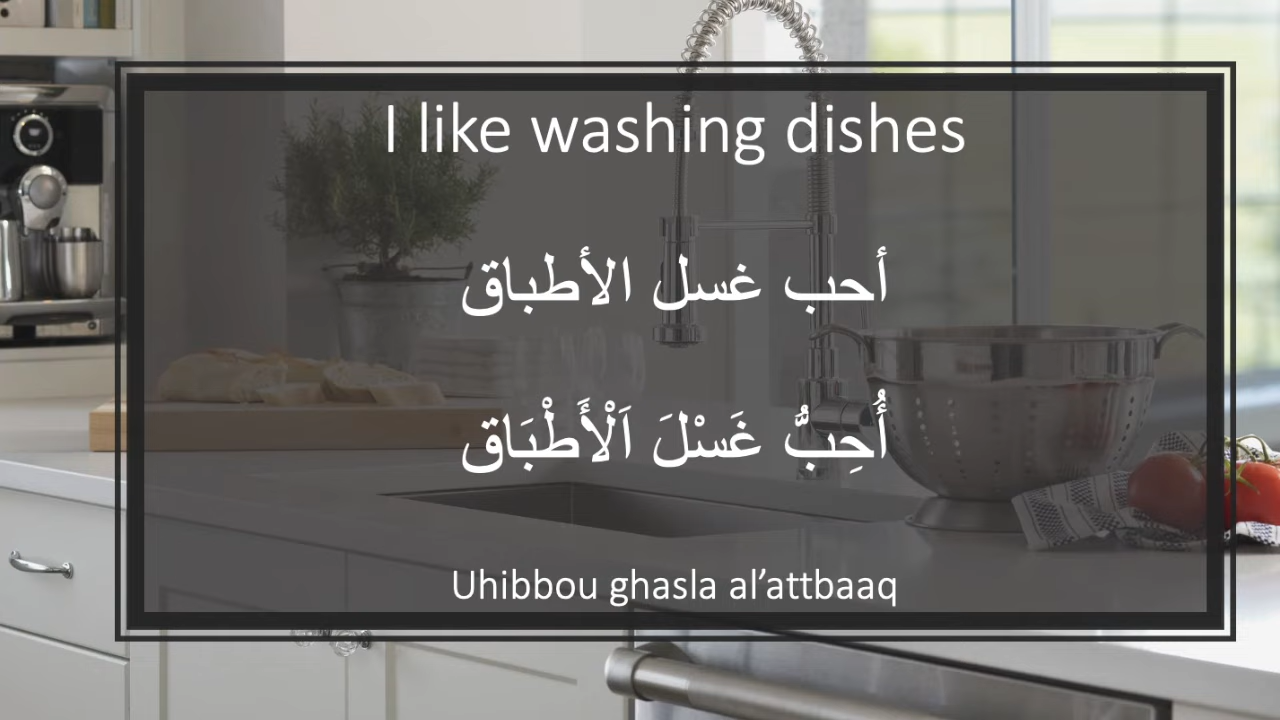 I like washing dishes
أحب غسل الأطباق
أُحِبُّ غَسْلَ اَلْأَطْبَاق
Uhibbou ghasla al’attbaaq